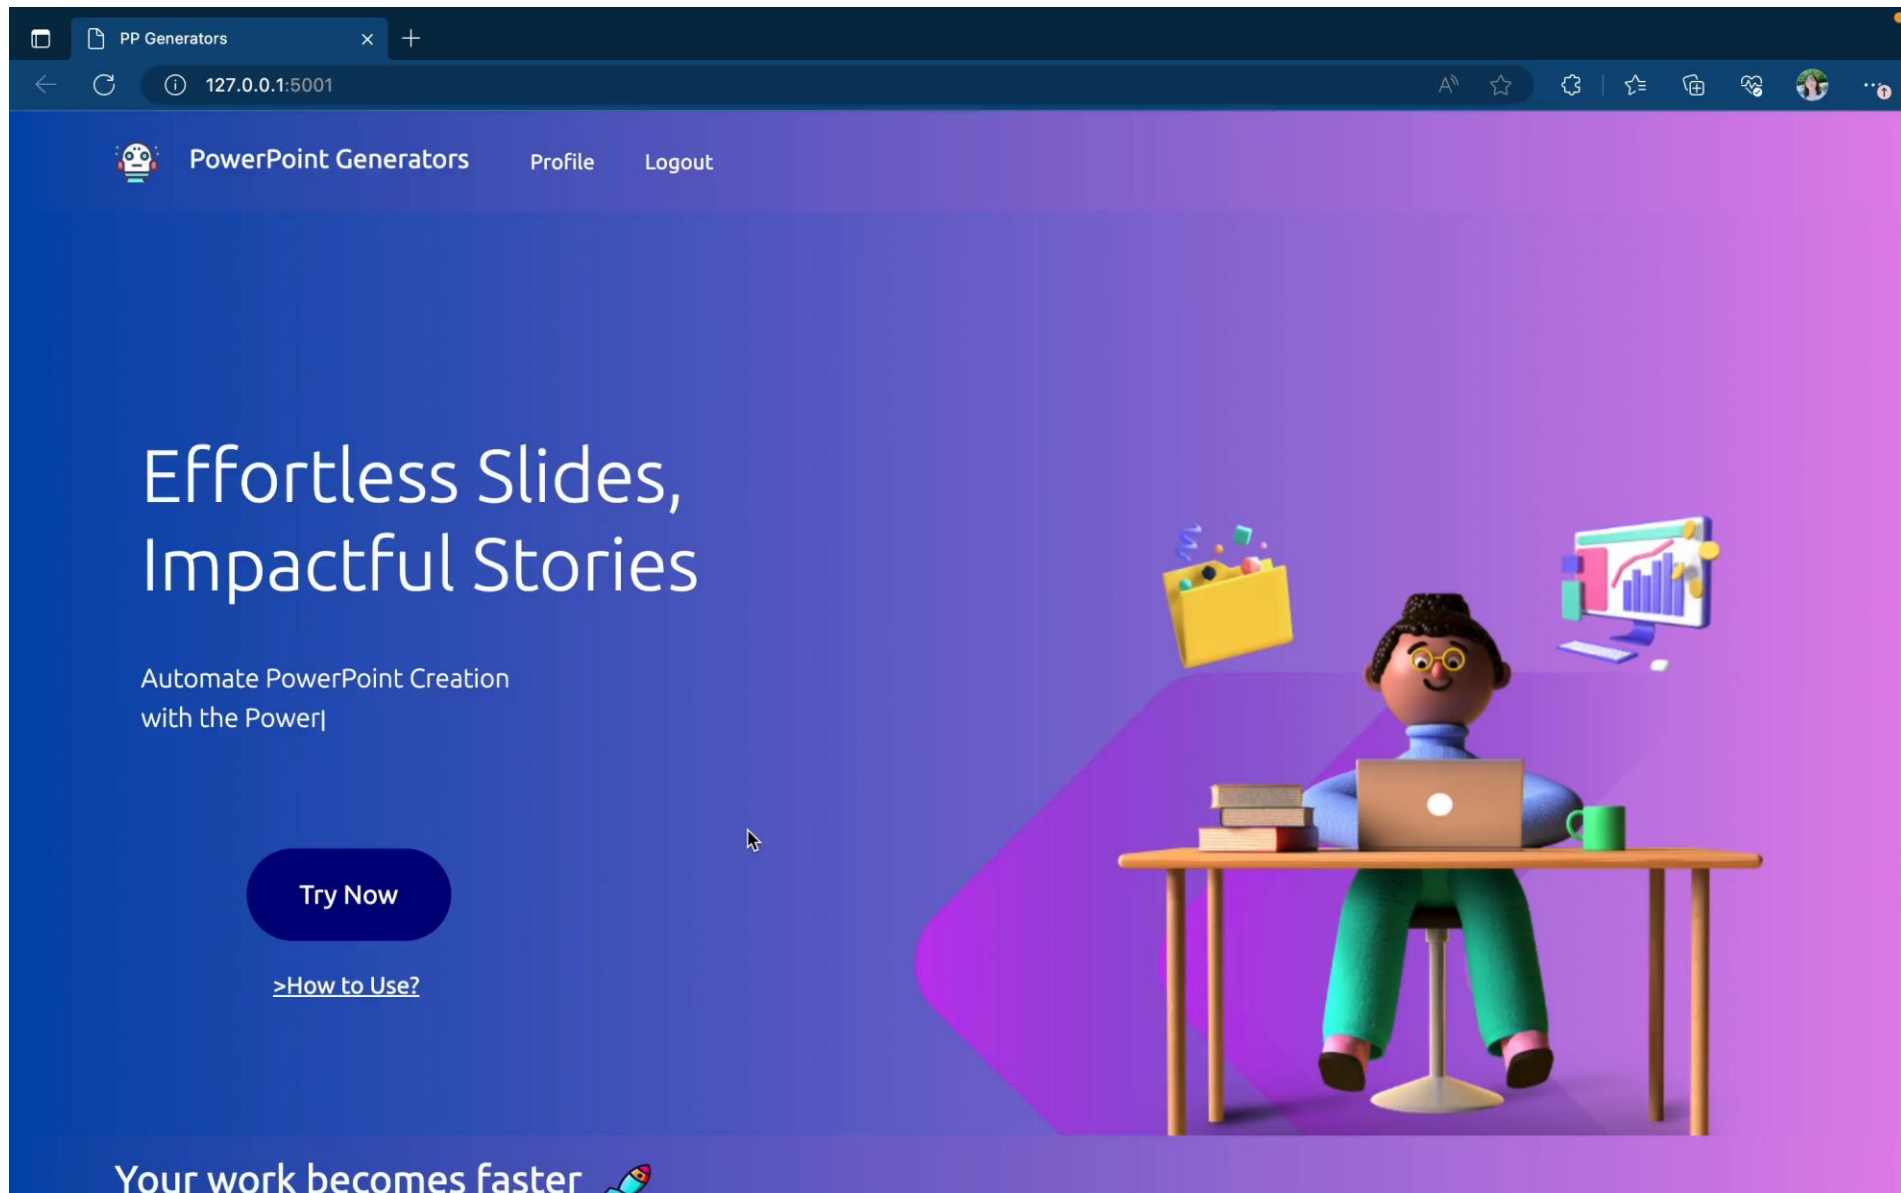 PP Generators
127.0.0.1:5001
PowerPoint Generators Profile Logout
Effortless Slides,
Impactful Stories
Automate PowerPoint Creation
with the Power|
Try Now
>How to Use?
Your work becomes faster